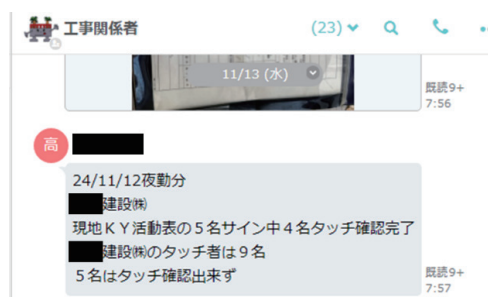 工事関係者
(23)
11/13 (水)
既読9+
7:56
高
24/11/12夜勤分
建設㈱
現地KY活動表の5名サイン中4名タッチ確認完了
建設㈱のタッチ者は9名
5名はタッチ確認出来ず
既読9+
7:57